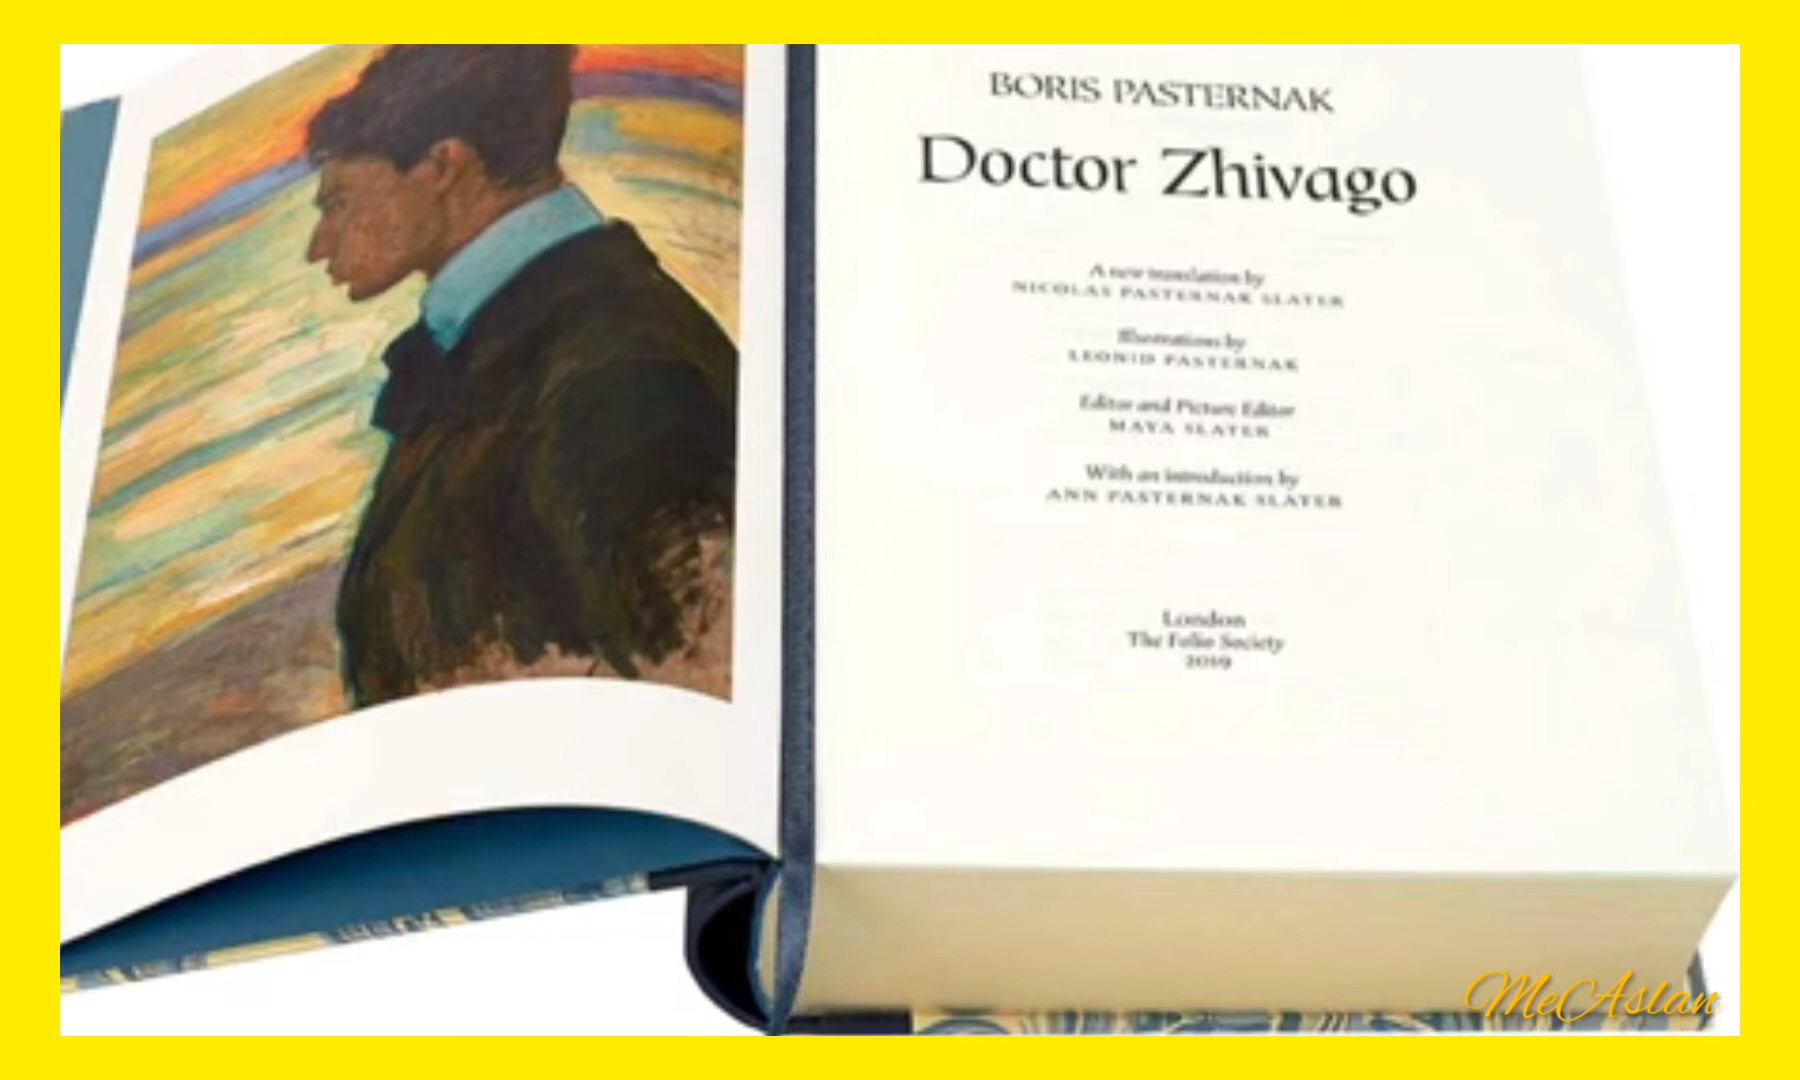 BORIS PASTERNAK
Doctor Zhivago
A new translation by
NICOLAS PASTERNAK SLATER
Illustrations by
LEONID PASTERNAK
Editor and Picture Editor
MAYA SLATER
With an introduction by
ANN PASTERNAK SLATER
London
The Folio Society
2019
MeAslan